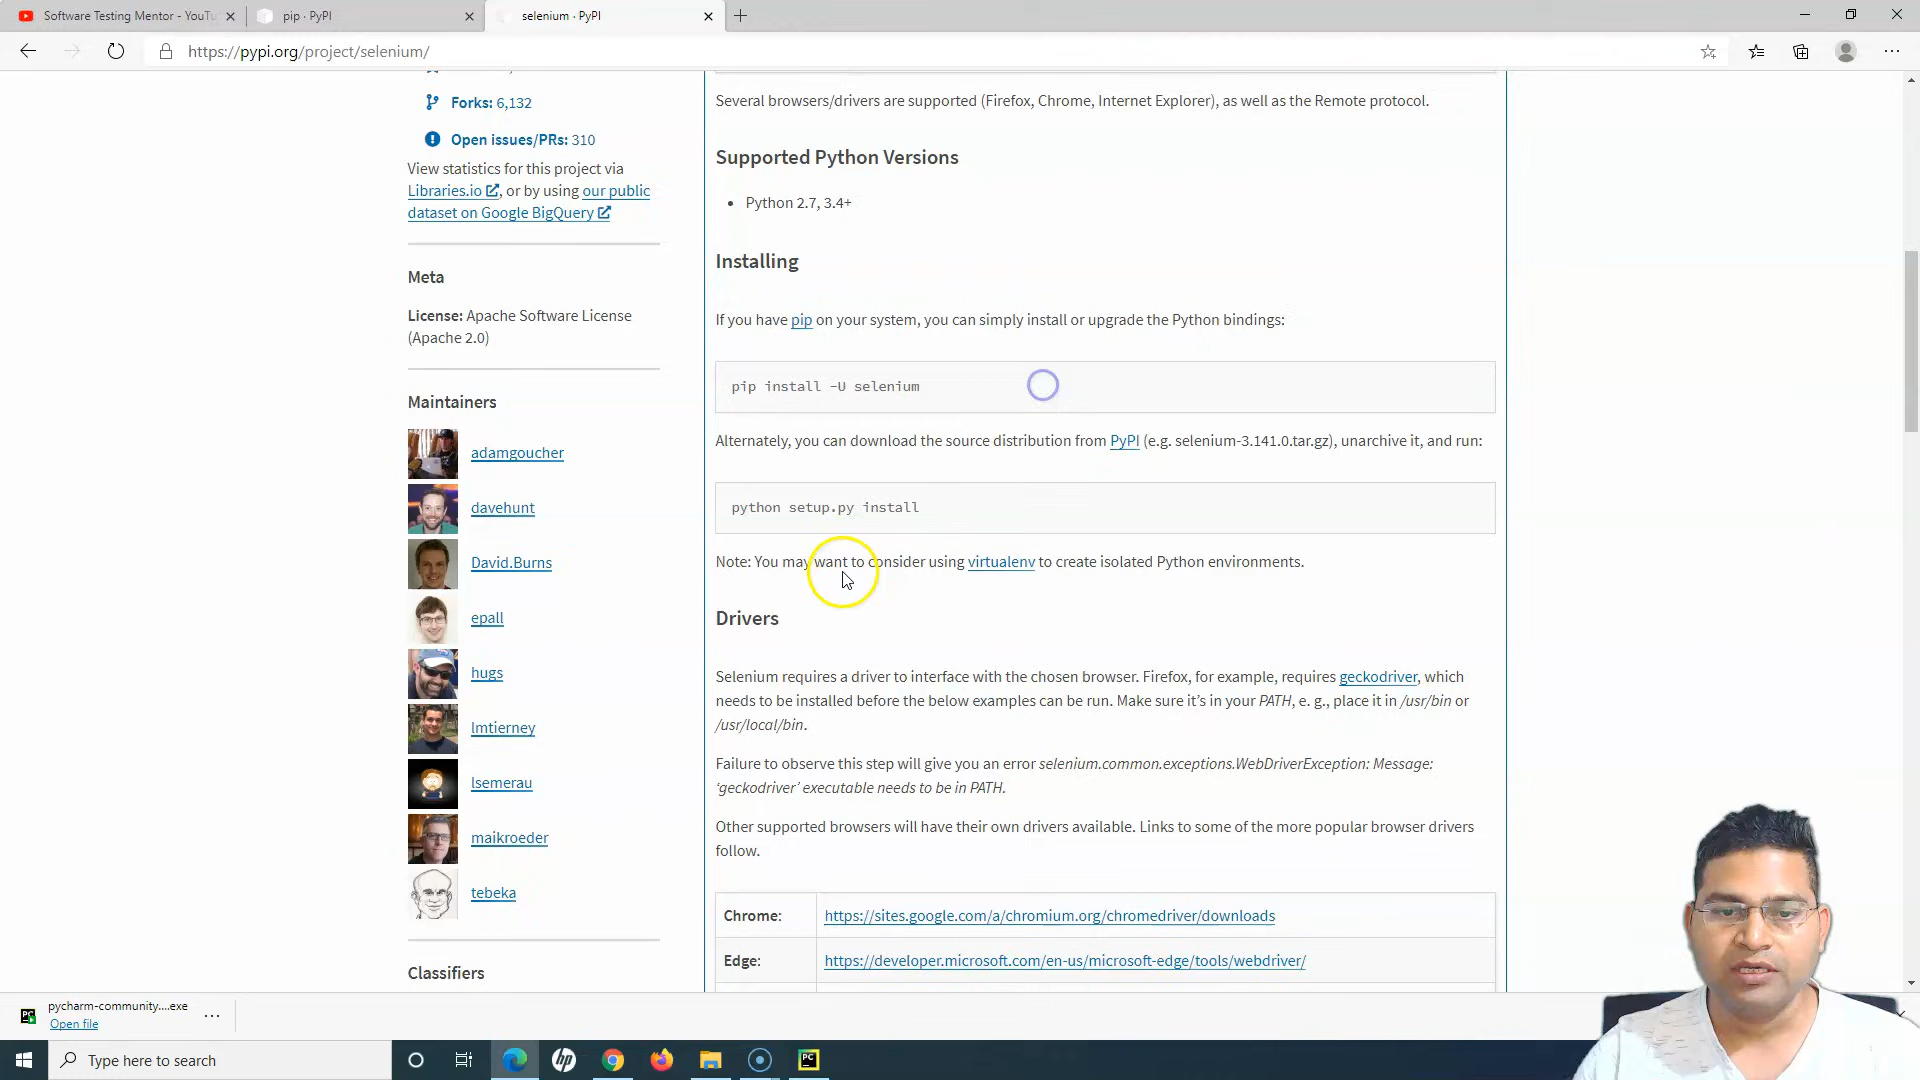 Software Testing Mentor - YouTu
pip · PyPI
selenium · PyPI
https://pypi.org/project/selenium/
Forks: 6,132
Open issues/PRs: 310
View statistics for this project via
Libraries.io, or by using our public
dataset on Google BigQuery
Meta
License: Apache Software License
(Apache 2.0)
Maintainers
adamgoucher
davehunt
David.Burns
epall
hugs
lmtierney
lsemerau
maikroeder
tebeka
Classifiers
Several browsers/drivers are supported (Firefox, Chrome, Internet Explorer), as well as the Remote protocol.
Supported Python Versions
• Python 2.7, 3.4+
Installing
If you have pip on your system, you can simply install or upgrade the Python bindings:
pip install -U selenium
Alternately, you can download the source distribution from PyPI (e.g. selenium-3.141.0.tar.gz), unarchive it, and run:
python setup.py install
Note: You may want to consider using virtualenv to create isolated Python environments.
Drivers
Selenium requires a driver to interface with the chosen browser. Firefox, for example, requires geckodriver, which
needs to be installed before the below examples can be run. Make sure it's in your PATH, e. g., place it in /usr/bin or
/usr/local/bin.
Failure to observe this step will give you an error selenium.common.exceptions.WebDriverException: Message:
‘geckodriver’ executable needs to be in PATH.
Other supported browsers will have their own drivers available. Links to some of the more popular browser drivers
follow.
Chrome: https://sites.google.com/a/chromium.org/chromedriver/downloads
Edge: https://developer.microsoft.com/en-us/microsoft-edge/tools/webdriver/
pycharm-community....exe
Open file
Type here to search
hp
PC